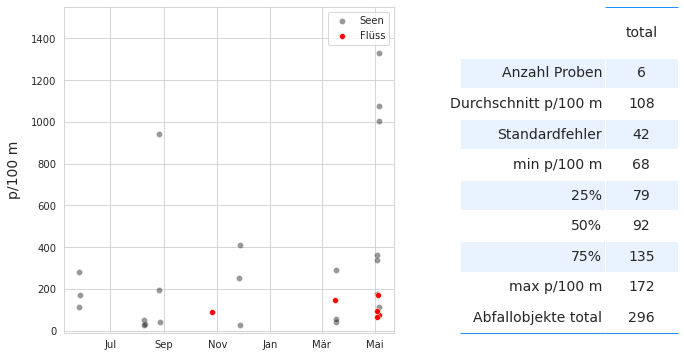 p/100 m
1400
1200
1000
800
600
400
200
0
Jul Sep Nov Jan Mär Mai
Seen
Flüss
total
Anzahl Proben 6
Durchschnitt p/100 m 108
Standardfehler 42
min p/100 m 68
25% 79
50% 92
75% 135
max p/100 m 172
Abfallobjekte total 296